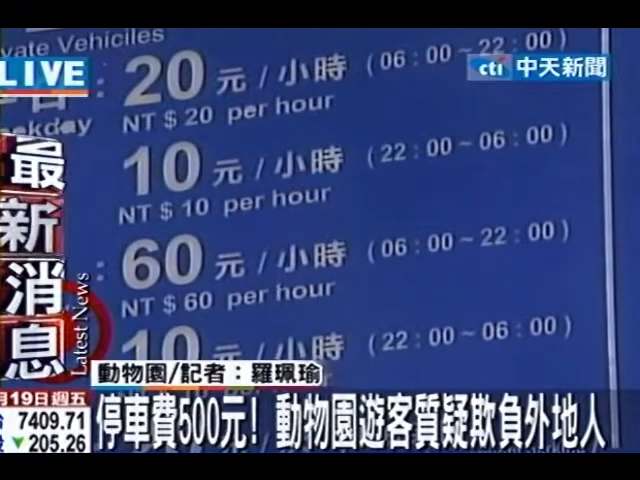 vate Vehiciles
LIVE
20 元 / 小時 (06:00~22:00)
cti 中天新聞
kday
NT $ 20 per hour
10 元 / 小時 (22:00~06:00)
NT $ 10 per hour
60 元 / 小時 (06:00~22:00)
NT $ 60 per hour
10 元 / 小時 (22:00~06:00)
最新消息
Latest News
動物園/記者：羅珮瑜
月19日週五
停車費500元! 動物園遊客質疑欺負外地人
7409.71
▼205.26